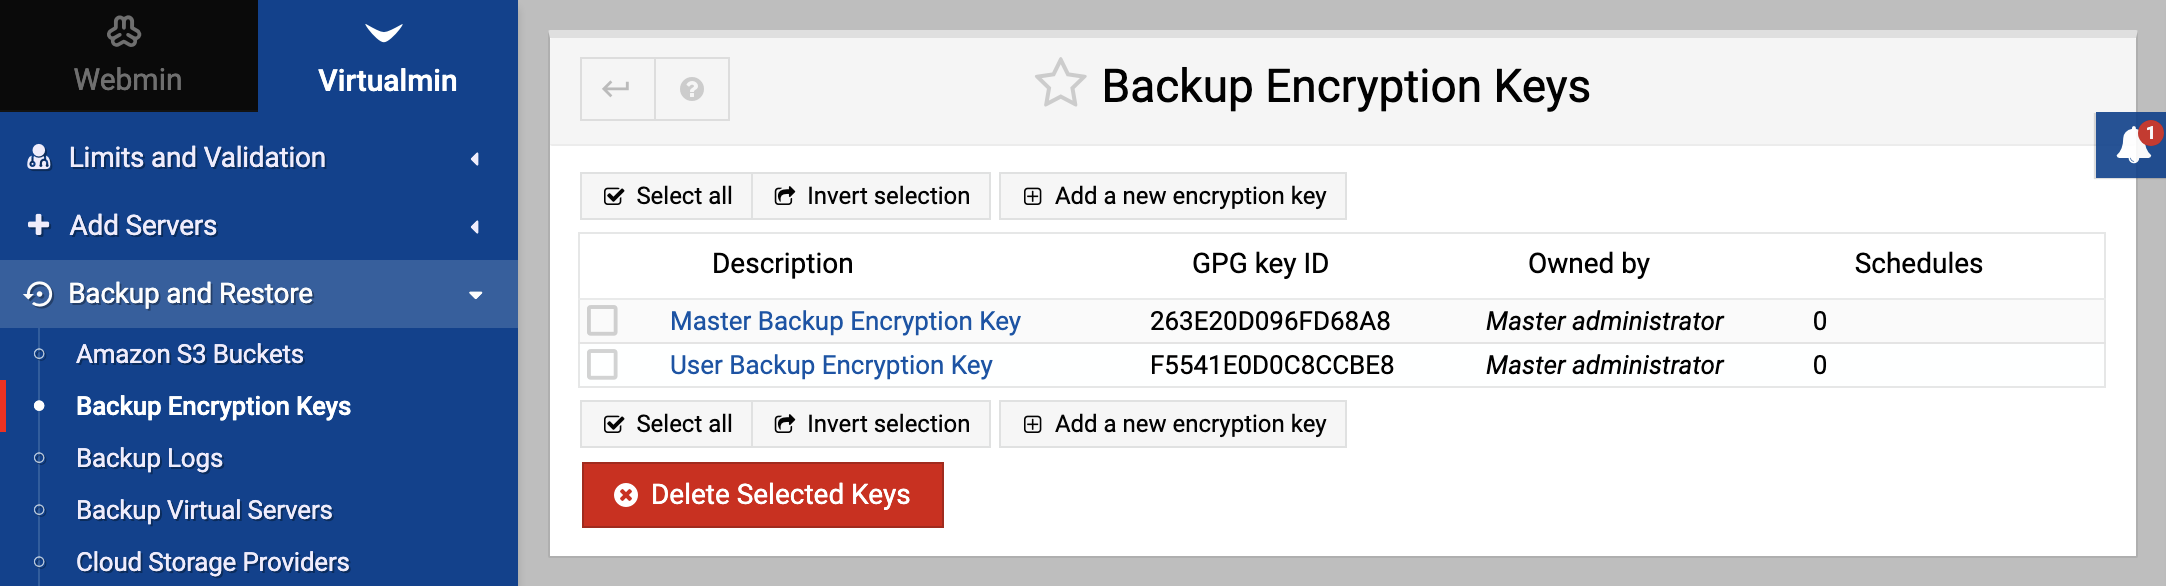 Webmin
Virtualmin
Limits and Validation
Add Servers
Backup and Restore
Amazon S3 Buckets
Backup Encryption Keys
Backup Logs
Backup Virtual Servers
Cloud Storage Providers
?
Backup Encryption Keys
1
Select all Invert selection Add a new encryption key
Description GPG key ID Owned by Schedules
Master Backup Encryption Key 263E20D096FD68A8 Master administrator 0
User Backup Encryption Key F5541E0D0C8CCBE8 Master administrator 0
Select all Invert selection Add a new encryption key
Delete Selected Keys